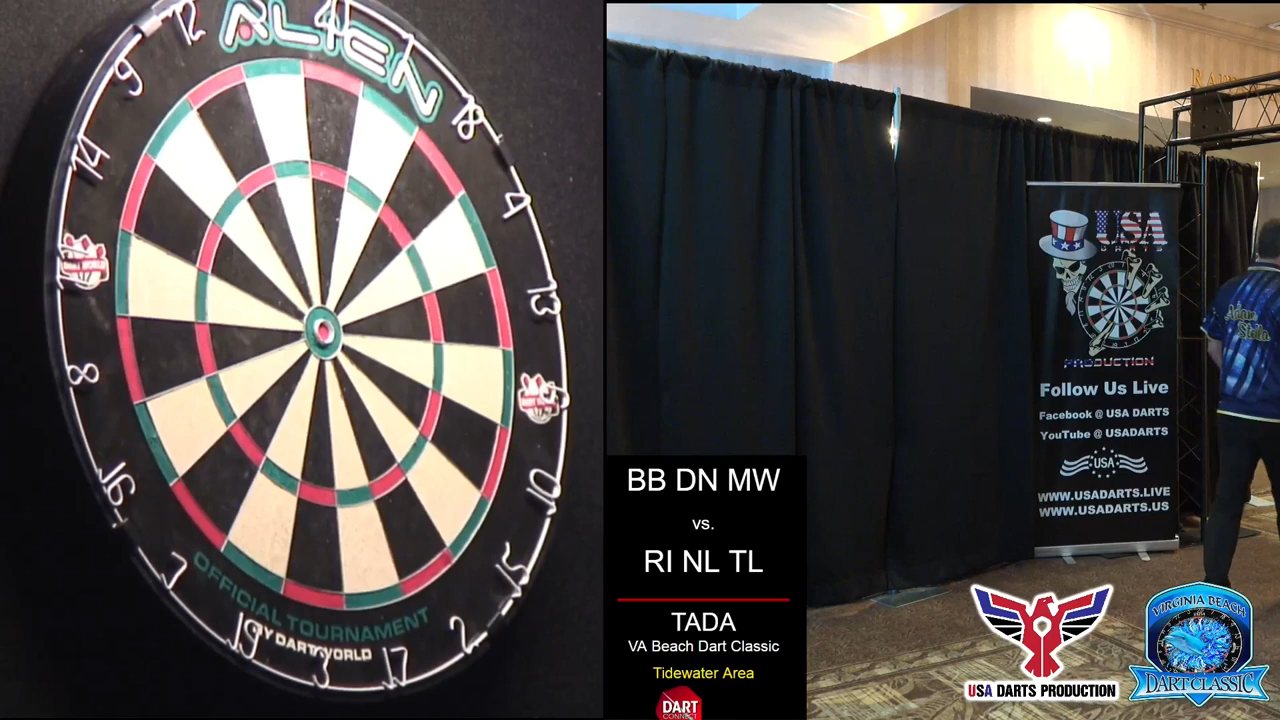 ALIEN
12
9
14
8
16
7
19
3
17
2
15
10
13
4
18
1
OFFICIAL TOURNAMENT
BY DARTWORLD
BB DN MW
vs.
RI NL TL
TADA
VA Beach Dart Classic
Tidewater Area
DART
CONNECT
USA
DARTS
PRODUCTION
Follow Us Live
Facebook @ USA DARTS
YouTube @ USADARTS
USA
WWW.USADARTS.LIVE
WWW.USADARTS.US
Adam
USA DARTS PRODUCTION
VIRGINIA BEACH
DART CLASSIC